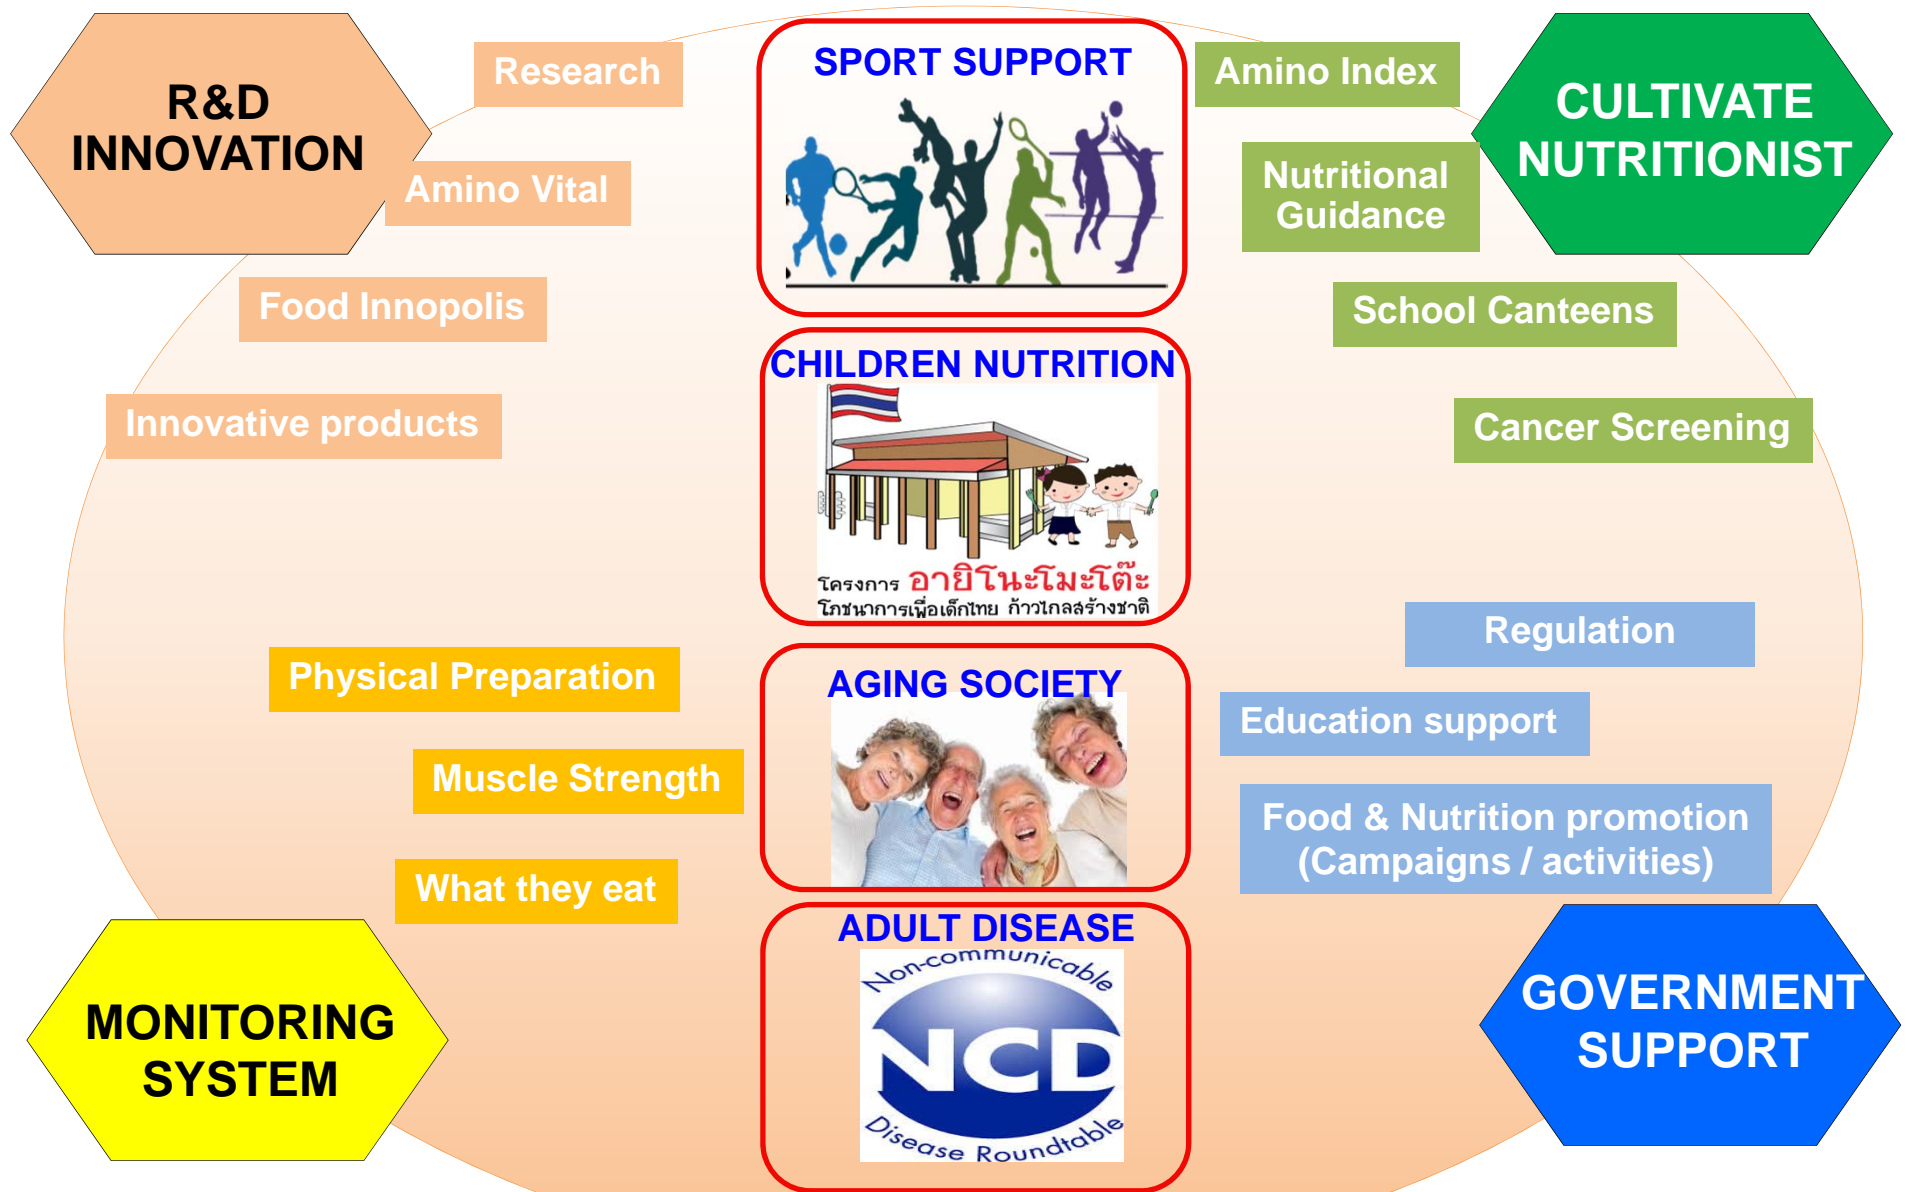 R&D
INNOVATION
Research
Amino Vital
Food Innopolis
Innovative products
SPORT SUPPORT
CHILDREN NUTRITION
โครงการ อายิโนะโมะโต๊ะ
โภชนาการเพื่อเด็กไทย ก้าวไกลสร้างชาติ
AGING SOCIETY
ADULT DISEASE
Non-communicable
NCD
Disease Roundtable
Amino Index
CULTIVATE
NUTRITIONIST
Nutritional
Guidance
School Canteens
Cancer Screening
Physical Preparation
Muscle Strength
What they eat
MONITORING
SYSTEM
Regulation
Education support
Food & Nutrition promotion
(Campaigns / activities)
GOVERNMENT
SUPPORT